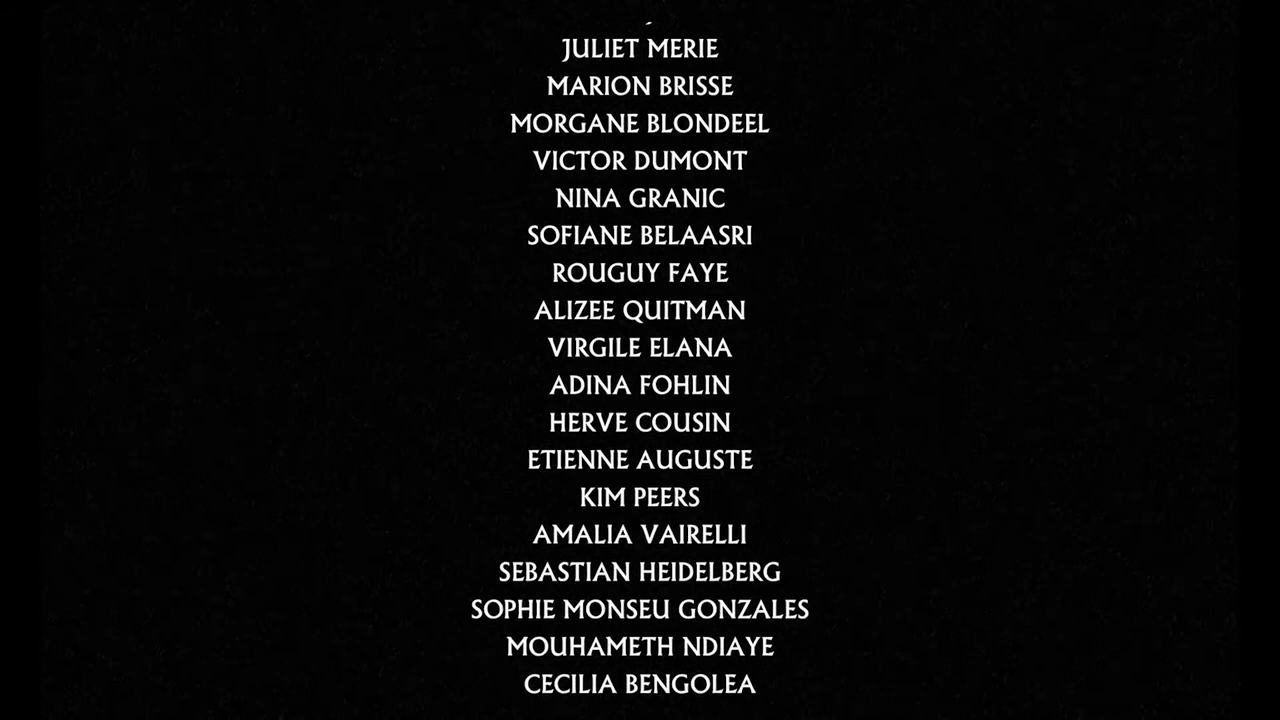 JULIET MERIE
MARION BRISSE
MORGANE BLONDEEL
VICTOR DUMONT
NINA GRANIC
SOFIANE BELAASRI
ROUGUY FAYE
ALIZEE QUITMAN
VIRGILE ELANA
ADINA FOHLIN
HERVE COUSIN
ETIENNE AUGUSTE
KIM PEERS
AMALIA VAIRELLI
SEBASTIAN HEIDELBERG
SOPHIE MONSEU GONZALES
MOUHAMETH NDIAYE
CECILIA BENGOLEA